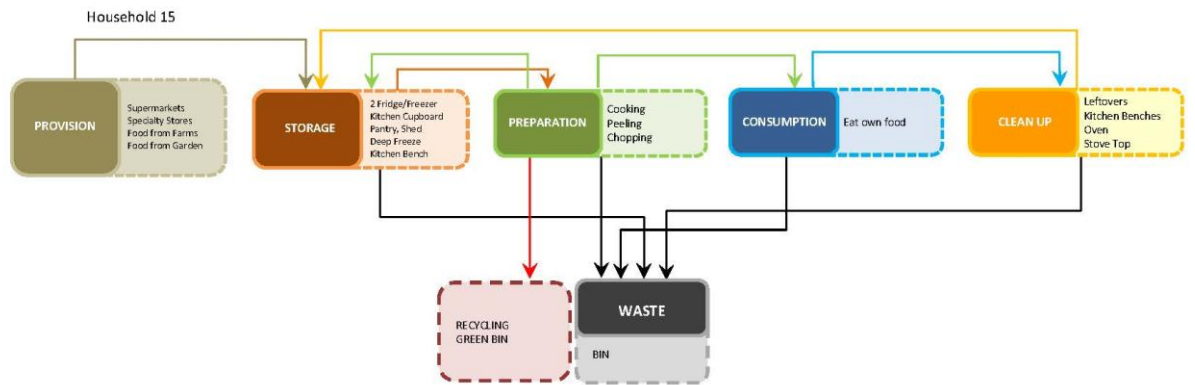 Household 15
PROVISION
Supermarkets
Specialty Stores
Food from Farms
Food from Garden
STORAGE
2 Fridge/Freezer
Kitchen Cupboard
Pantry, Shed
Deep Freeze
Kitchen Bench
PREPARATION
Cooking
Peeling
Chopping
CONSUMPTION
Eat own food
CLEAN UP
Leftovers
Kitchen Benches
Oven
Stove Top
RECYCLING
GREEN BIN
WASTE
BIN